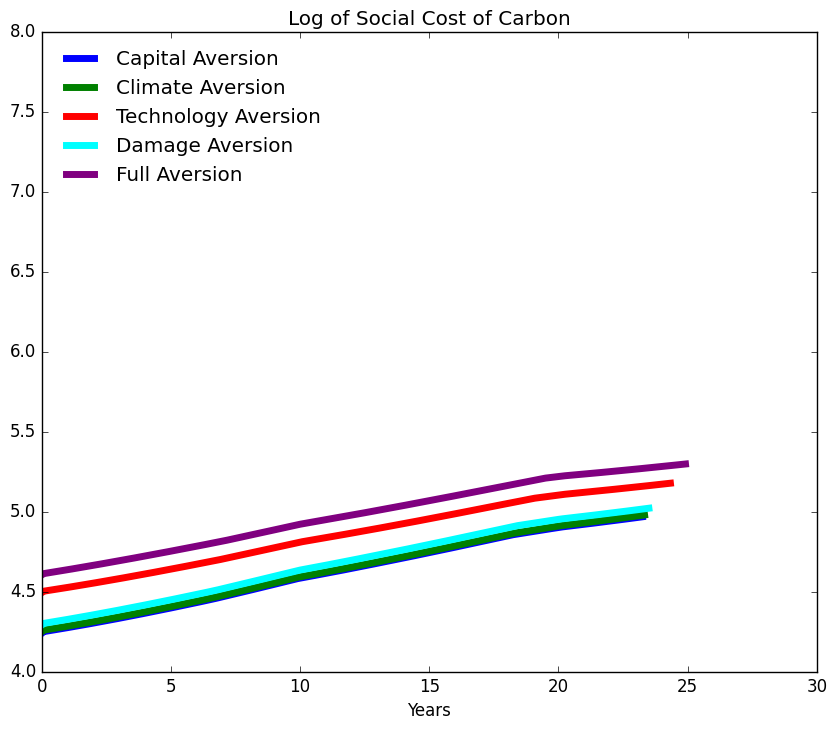 Log of Social Cost of Carbon
8.0
7.5
7.0
6.5
6.0
5.5
5.0
4.5
4.0
Capital Aversion
Climate Aversion
Technology Aversion
Damage Aversion
Full Aversion
0 5 10 15 20 25 30
Years